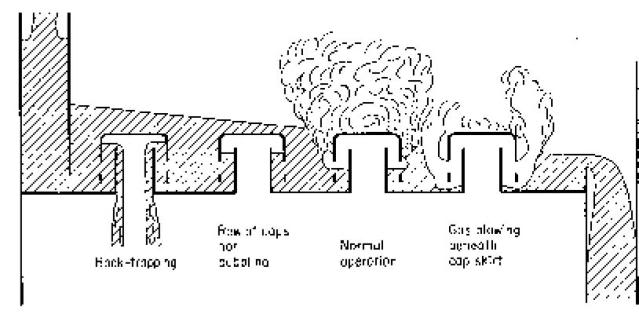 Back-trapping
Row of caps
not
bubbling
Normal
operation
Gas blowing
beneath
cap skirt